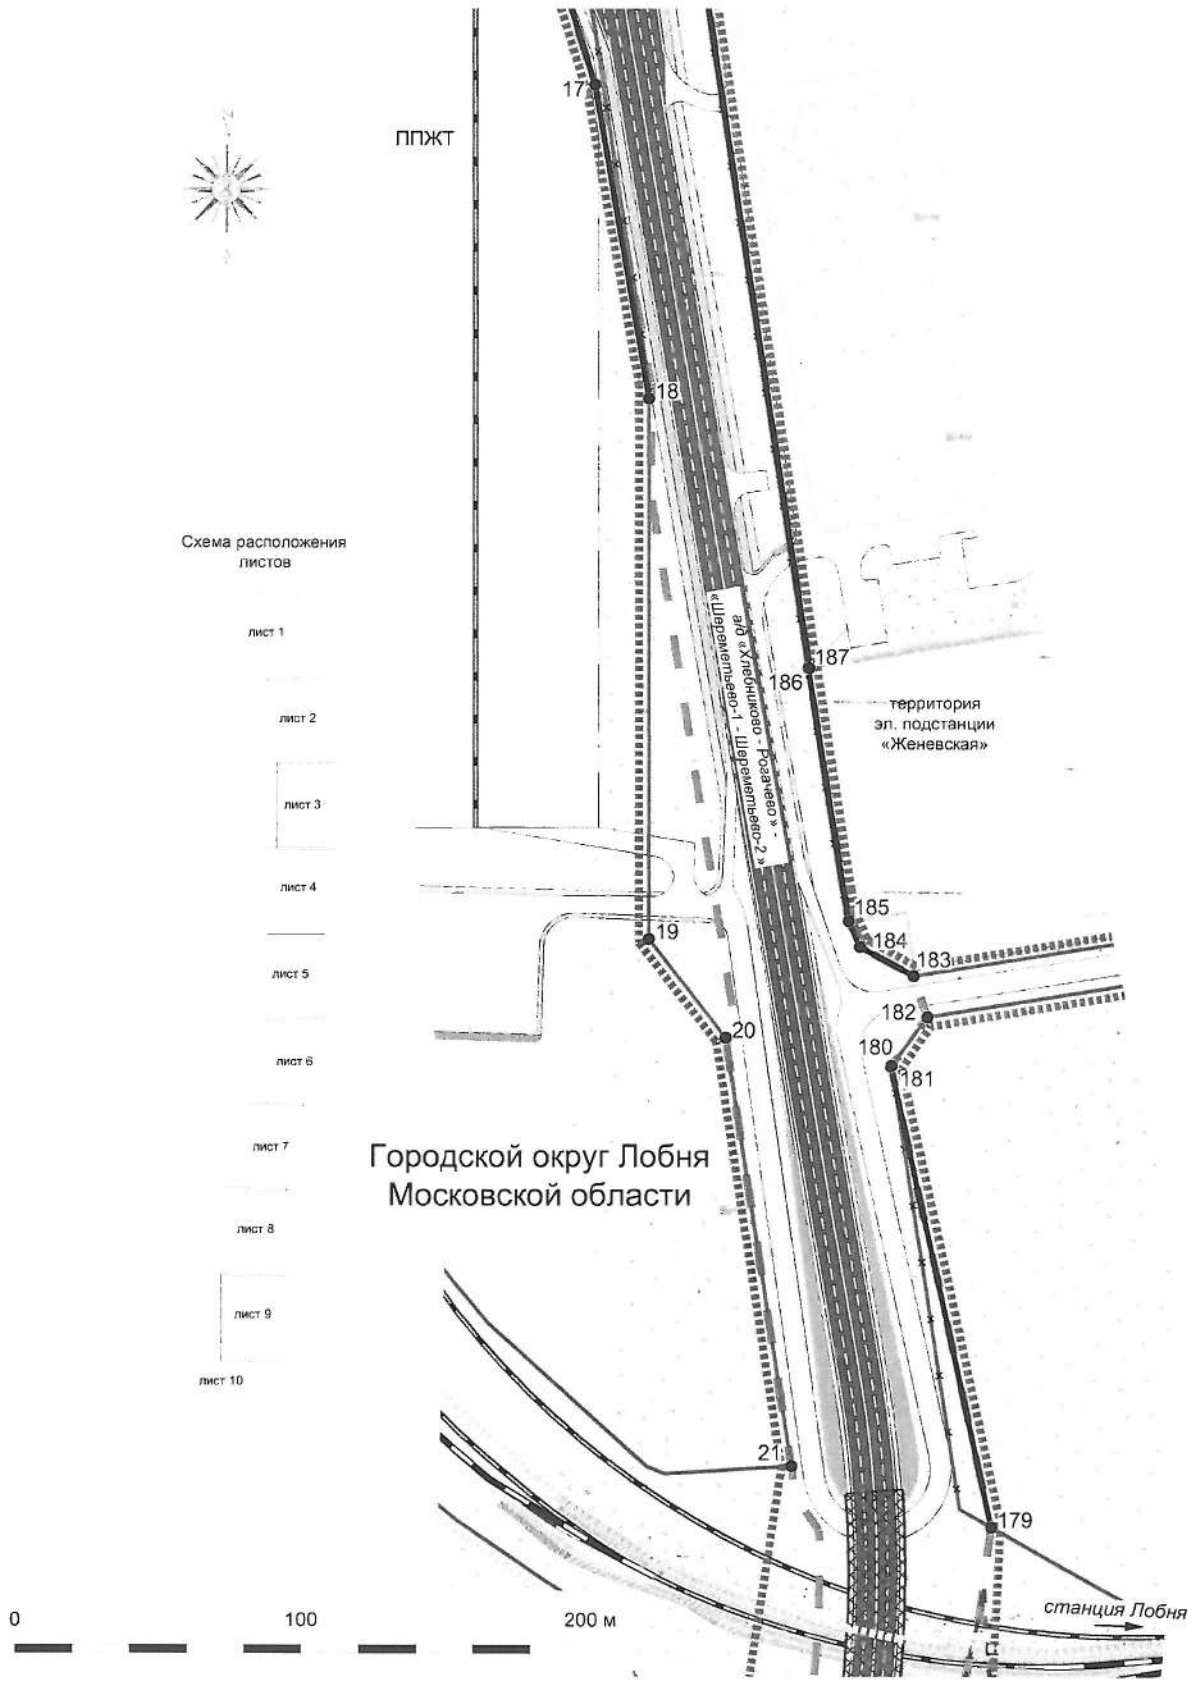 17
ППЖТ
18
Схема расположения
листов
лист 1
лист 2
лист 3
лист 4
лист 5
лист 6
лист 7
лист 8
лист 9
лист 10
а/д «Хлебниково - Рогачево» -
«Шереметьево-1 - Шереметьево-2»
187
186
территория
эл. подстанции
«Женевская»
185
184
183
19
182
20
180
181
Городской округ Лобня
Московской области
21
179
станция Лобня
0 100 200 м